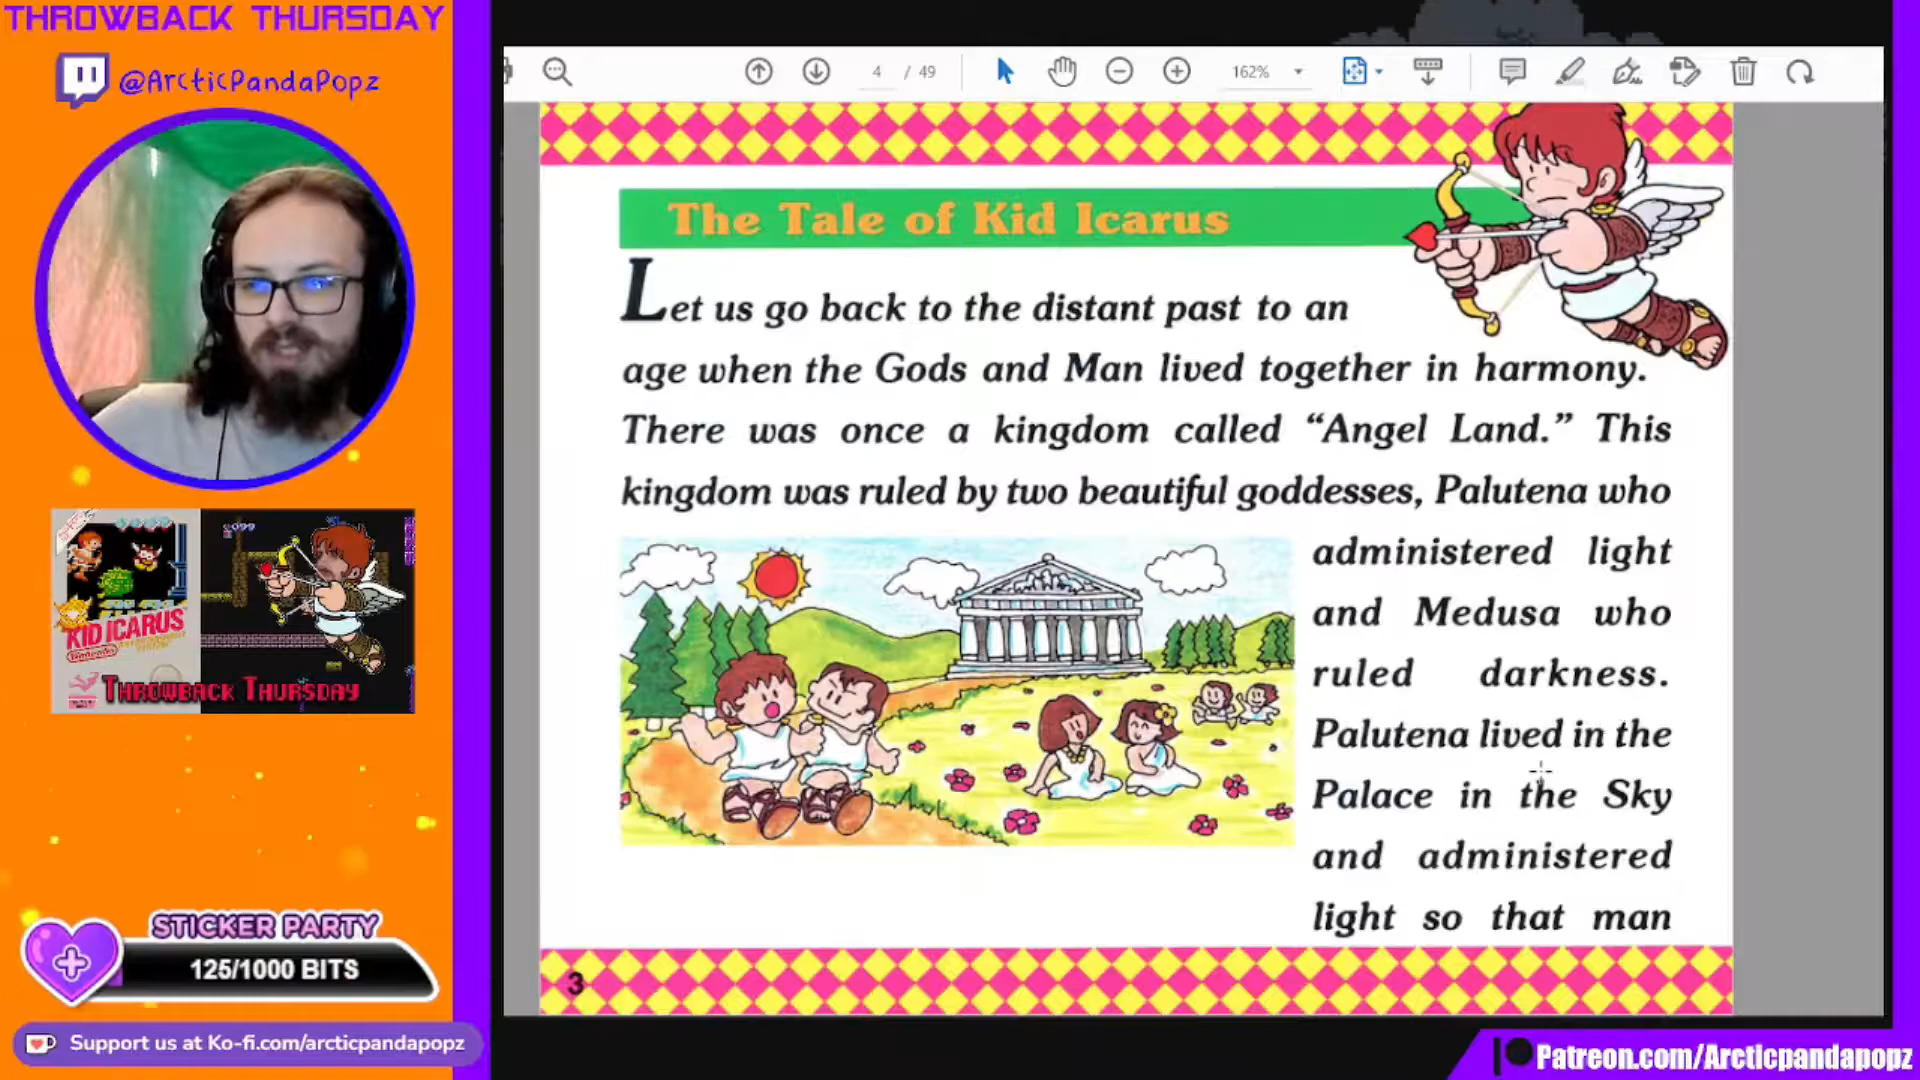 THROWBACK THURSDAY
@ArcticPandaPopz
4 / 49
162%
The Tale of Kid Icarus
Let us go back to the distant past to an
age when the Gods and Man lived together in harmony.
There was once a kingdom called “Angel Land.” This
kingdom was ruled by two beautiful goddesses, Palutena who
administered light
and Medusa who
ruled darkness.
Palutena lived in the
Palace in the Sky
and administered
light so that man
3
KID ICARUS
Nintendo
THROWBACK THURSDAY
STICKER PARTY
125/1000 BITS
Support us at Ko-fi.com/arcticpandapopz
Patreon.com/Arcticpandapopz